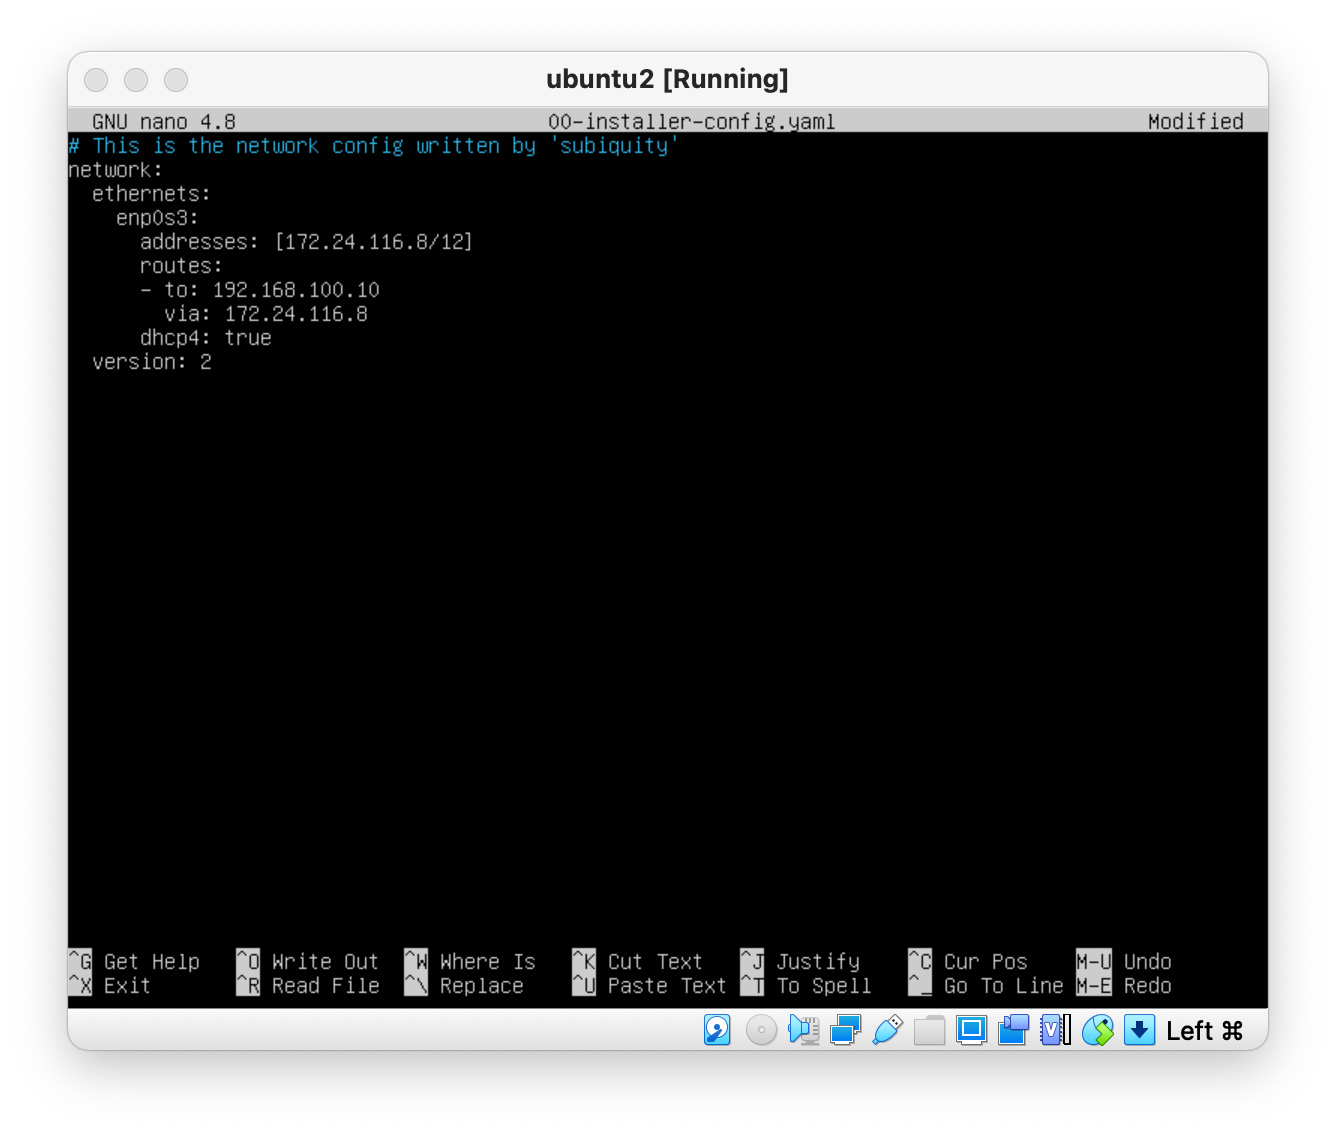 ubuntu2 [Running]
GNU nano 4.8 00-installer-config.yaml Modified
# This is the network config written by 'subiquity'
network:
  ethernets:
    enp0s3:
      addresses: [172.24.116.8/12]
      routes:
      - to: 192.168.100.10
        via: 172.24.116.8
      dhcp4: true
  version: 2
^G Get Help ^O Write Out ^W Where Is ^K Cut Text ^J Justify ^C Cur Pos M-U Undo
^X Exit ^R Read File ^\ Replace ^U Paste Text ^T To Spell ^_ Go To Line M-E Redo
Left ⌘